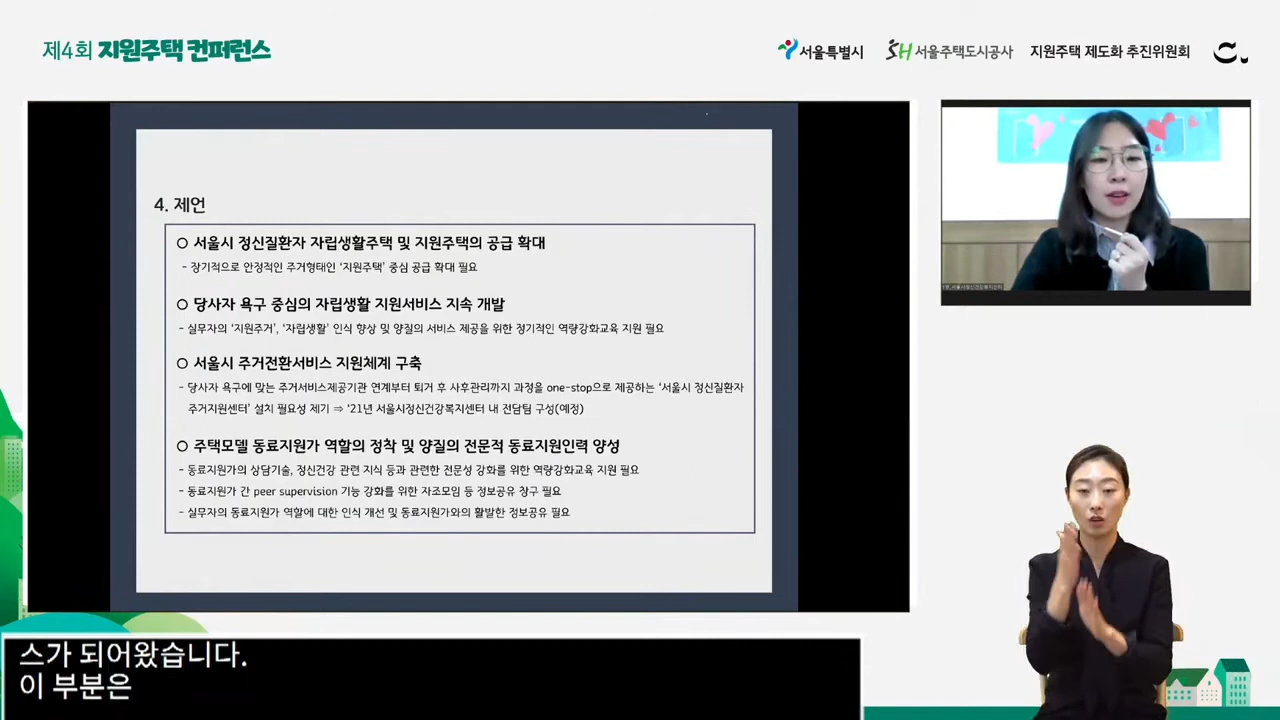 제4회 지원주택 컨퍼런스
서울특별시
SH 서울주택도시공사
지원주택 제도화 추진위원회
4. 제언
○ 서울시 정신질환자 자립생활주택 및 지원주택의 공급 확대
- 장기적으로 안정적인 주거형태인 ‘지원주택’ 중심 공급 확대 필요
○ 당사자 욕구 중심의 자립생활 지원서비스 지속 개발
- 실무자의 ‘지원주거’, ‘자립생활’ 인식 향상 및 양질의 서비스 제공을 위한 정기적인 역량강화교육 지원 필요
○ 서울시 주거전환서비스 지원체계 구축
- 당사자 욕구에 맞는 주거서비스제공기관 연계부터 퇴거 후 사후관리까지 과정을 one-stop으로 제공하는 ‘서울시 정신질환자
주거지원센터’ 설치 필요성 제기 ⇒ ‘21년 서울시정신건강복지센터 내 전담팀 구성(예정)
○ 주택모델 동료지원가 역할의 정착 및 양질의 전문적 동료지원인력 양성
- 동료지원가의 상담기술, 정신건강 관련 지식 등과 관련한 전문성 강화를 위한 역량강화교육 지원 필요
- 동료지원가 간 peer supervision 기능 강화를 위한 자조모임 등 정보공유 창구 필요
- 실무자의 동료지원가 역할에 대한 인식 개선 및 동료지원가와의 활발한 정보공유 필요
스가 되어왔습니다.
이 부분은